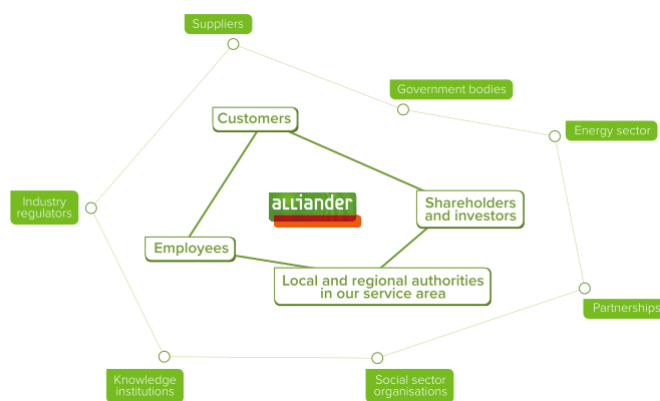 Suppliers
Government bodies
Customers
Energy sector
alliander
Industry
regulators
Shareholders
and investors
Employees
Local and regional authorities
in our service area
Partnerships
Knowledge
institutions
Social sector
organisations